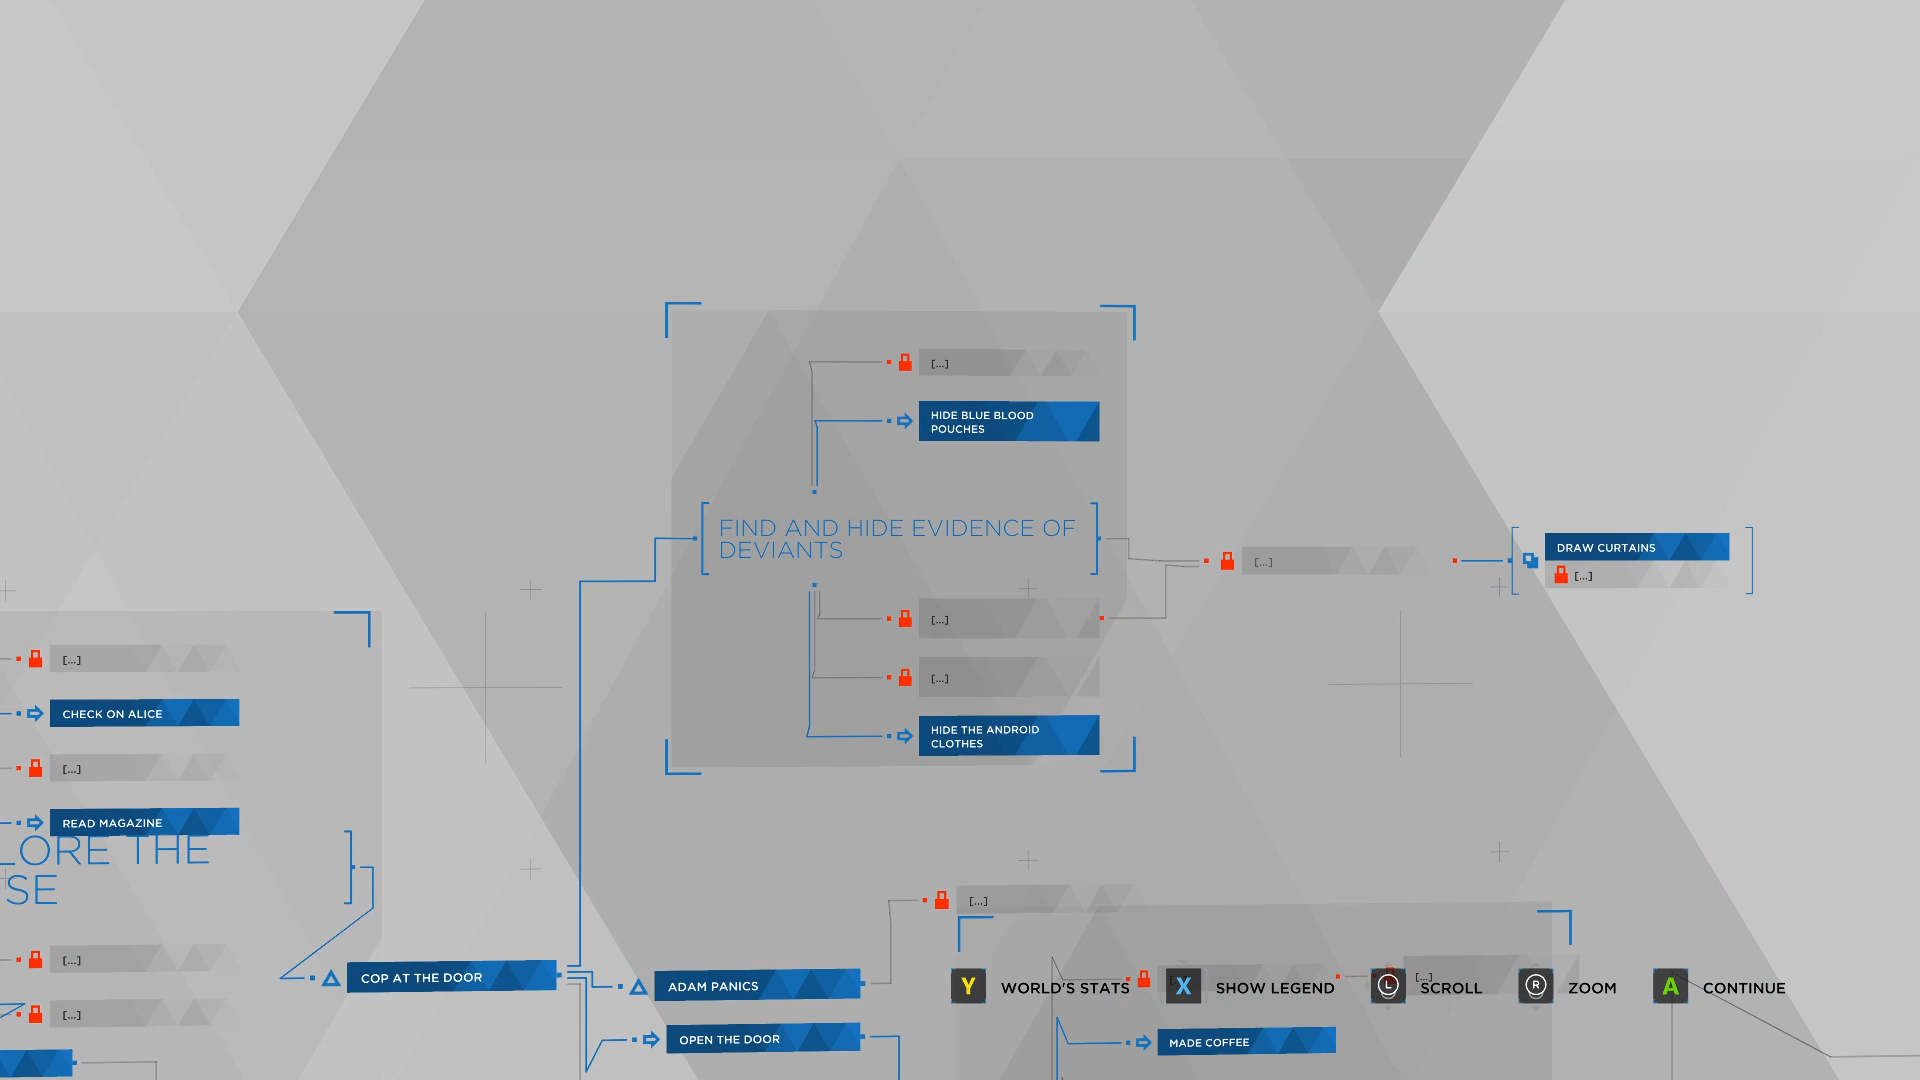 [...]
HIDE BLUE BLOOD
POUCHES
FIND AND HIDE EVIDENCE OF
DEVIANTS
[...]
DRAW CURTAINS
[...]
[...]
[...]
HIDE THE ANDROID
CLOTHES
[...]
CHECK ON ALICE
[...]
READ MAGAZINE
LORE THE
SE
[...]
[...]
COP AT THE DOOR
ADAM PANICS
OPEN THE DOOR
[...]
[...]
MADE COFFEE
Y WORLD'S STATS X SHOW LEGEND L SCROLL R ZOOM A CONTINUE